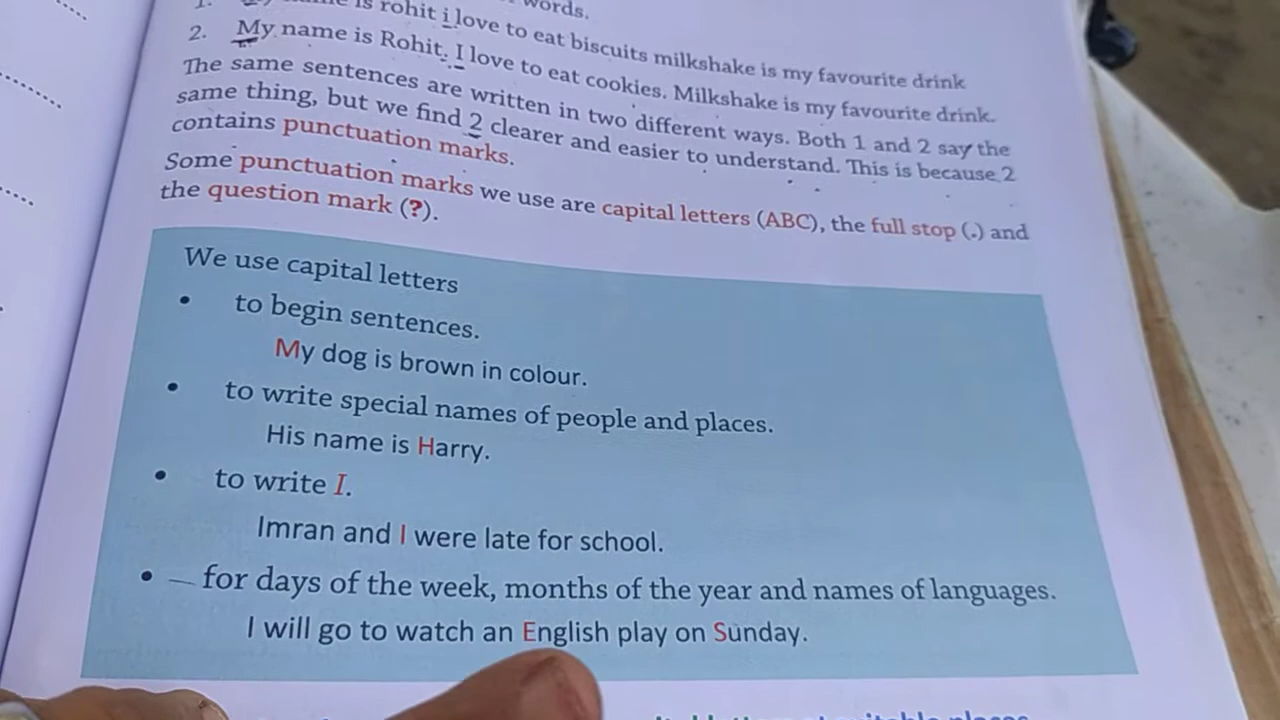 words.
1. is rohit i love to eat biscuits milkshake is my favourite drink
2. My name is Rohit. I love to eat cookies. Milkshake is my favourite drink.
The same sentences are written in two different ways. Both 1 and 2 say the
same thing, but we find 2 clearer and easier to understand. This is because 2
contains punctuation marks.
Some punctuation marks we use are capital letters (ABC), the full stop (.) and
the question mark (?).
We use capital letters
• to begin sentences.
My dog is brown in colour.
• to write special names of people and places.
His name is Harry.
• to write I.
Imran and I were late for school.
• for days of the week, months of the year and names of languages.
I will go to watch an English play on Sunday.